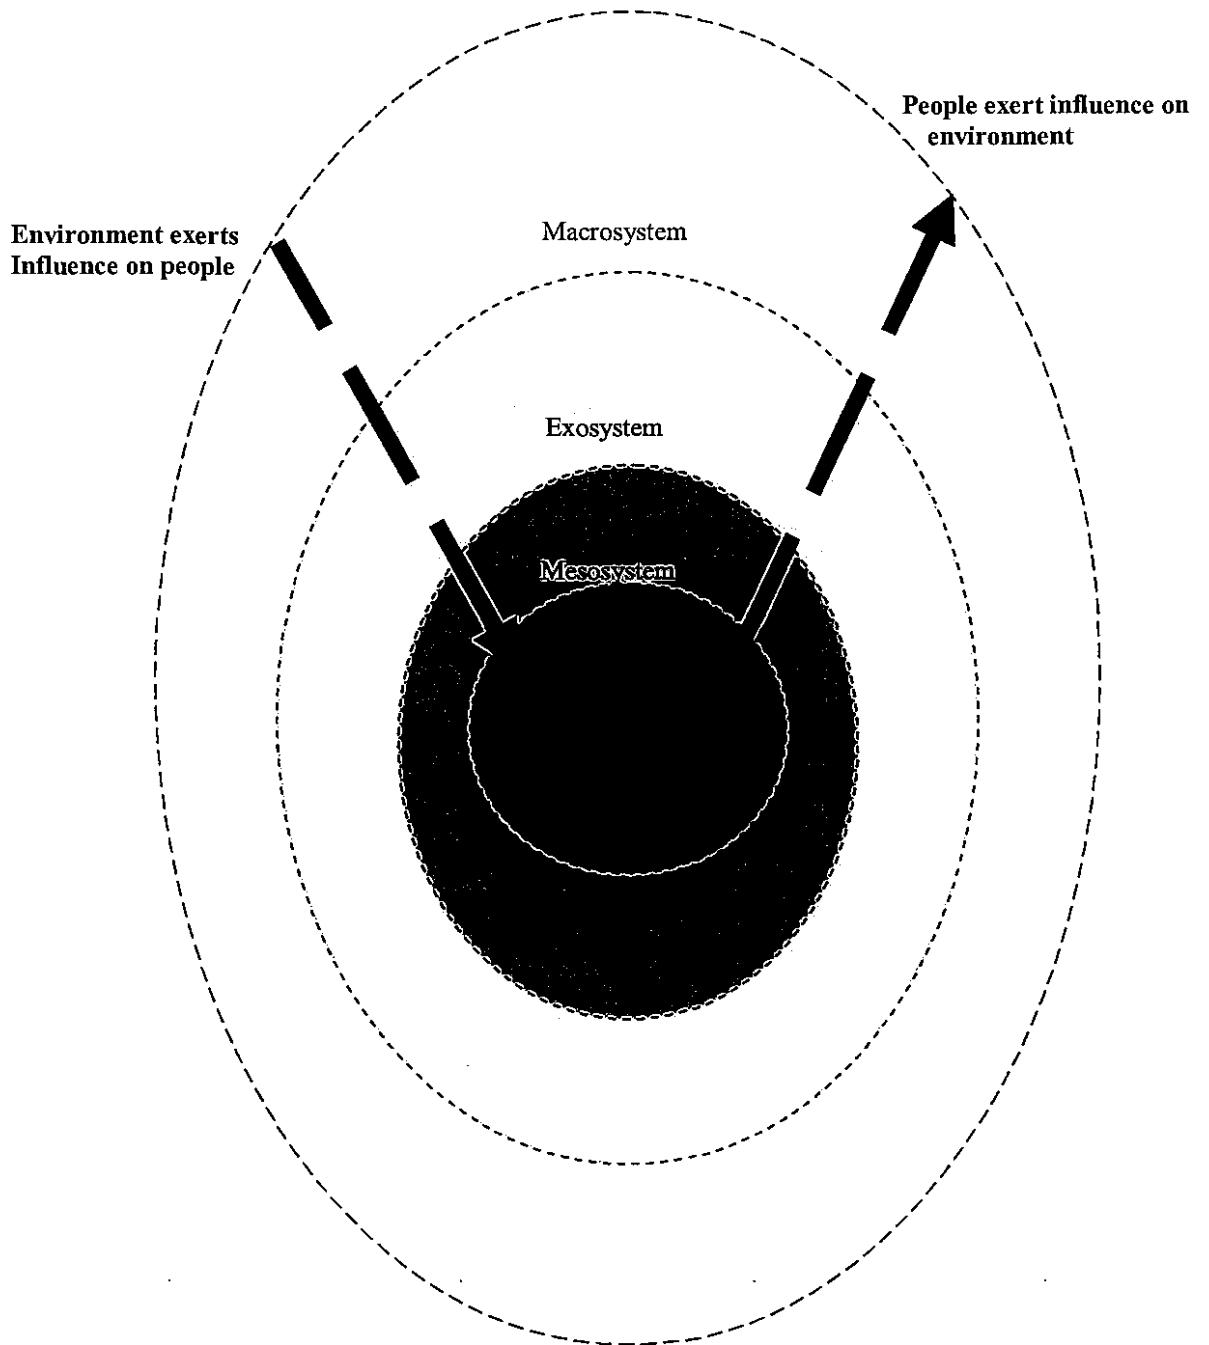 People exert influence on
environment
Environment exerts
Influence on people
Macrosystem
Exosystem
Mesosystem